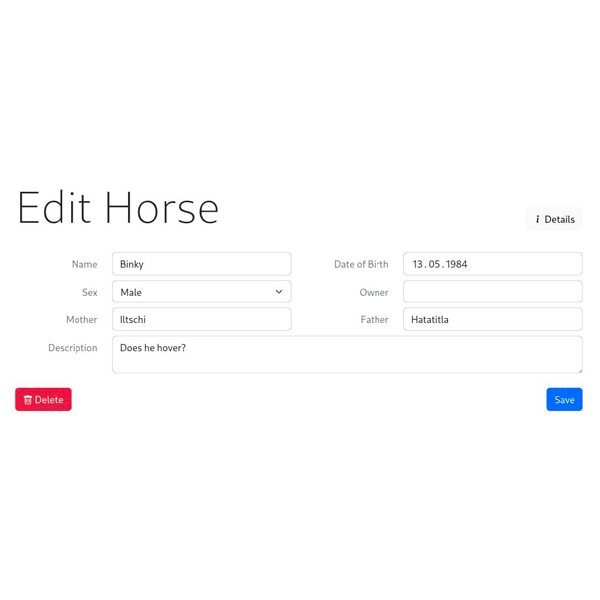 Edit Horse
i Details
Name Binky Date of Birth 13.05.1984
Sex Male Owner
Mother Iltschi Father Hatatitla
Description Does he hover?
Delete Save